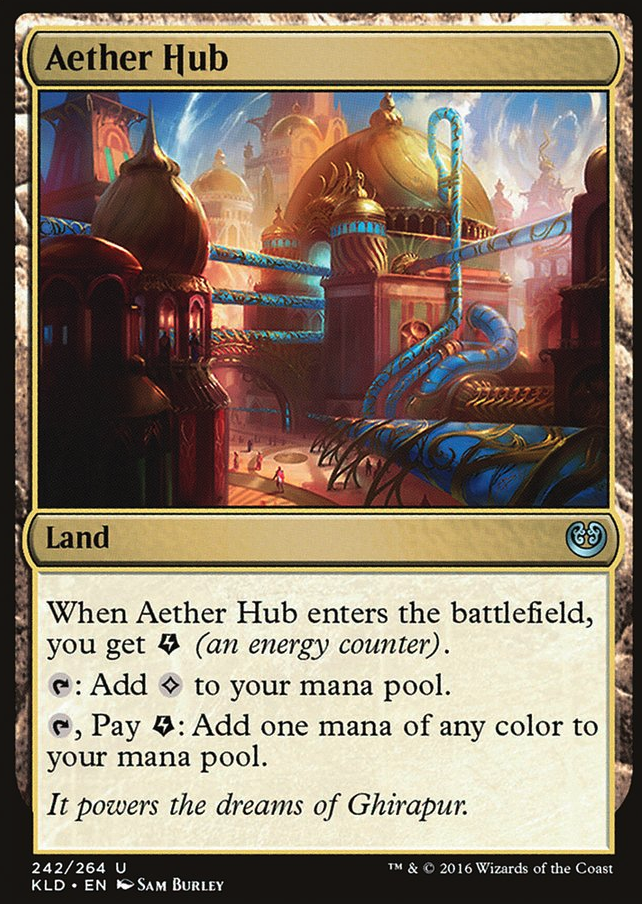 Aether Hub
Land
When Aether Hub enters the battlefield,
you get (an energy counter).
: Add to your mana pool.
, Pay : Add one mana of any color to
your mana pool.
It powers the dreams of Ghirapur.
242/264 U
KLD • EN SAM BURLEY
™ & © 2016 Wizards of the Coast